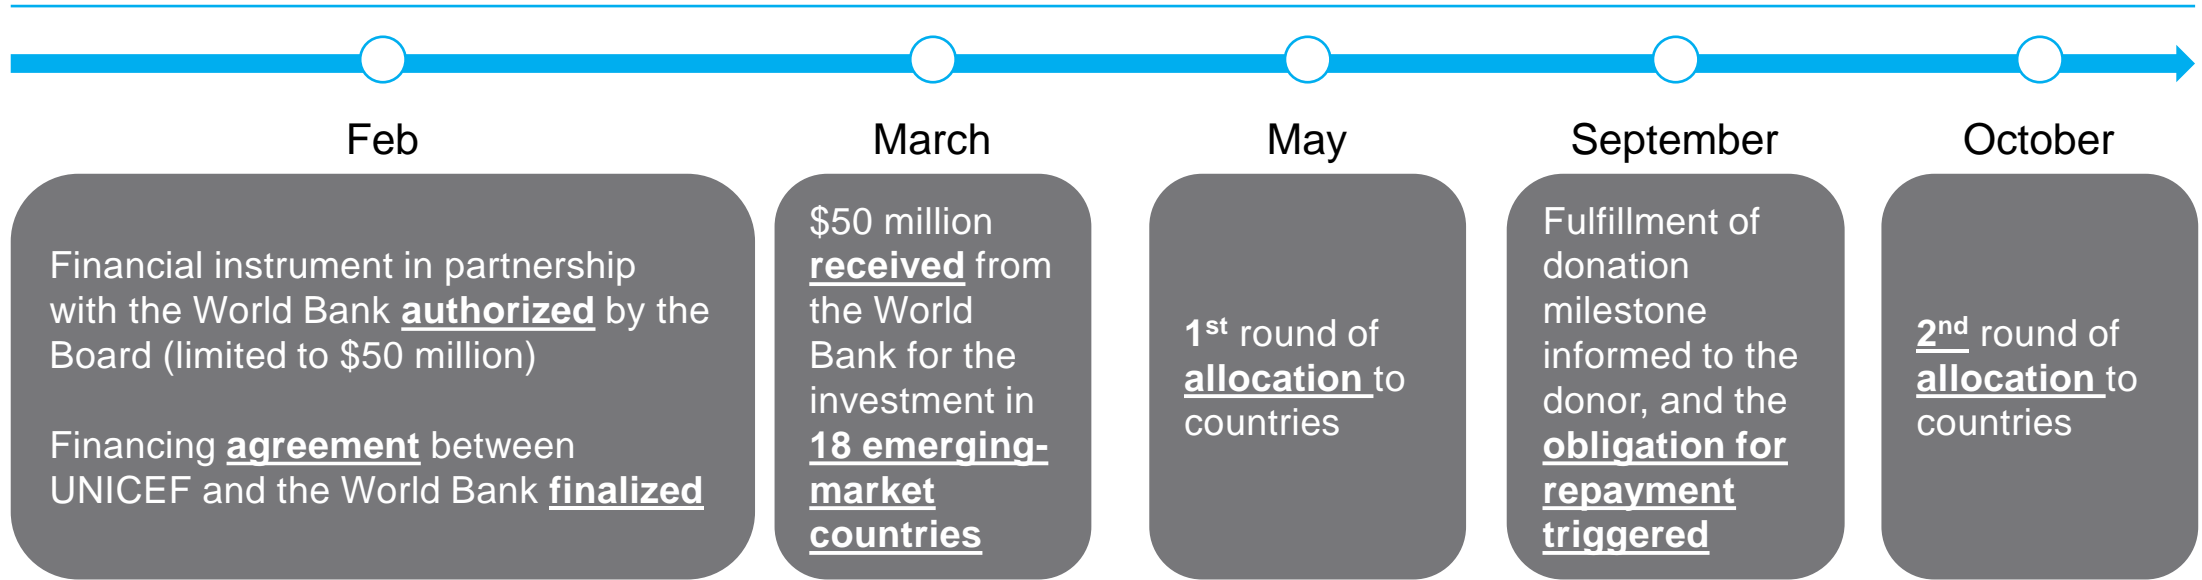 Feb
Financial instrument in partnership
with the World Bank authorized by the
Board (limited to $50 million)
Financing agreement between
UNICEF and the World Bank finalized
March
$50 million
received from
the World
Bank for the
investment in
18 emerging-
market
countries
May
1st round of
allocation to
countries
September
Fulfillment of
donation
milestone
informed to the
donor, and the
obligation for
repayment
triggered
October
2nd round of
allocation to
countries